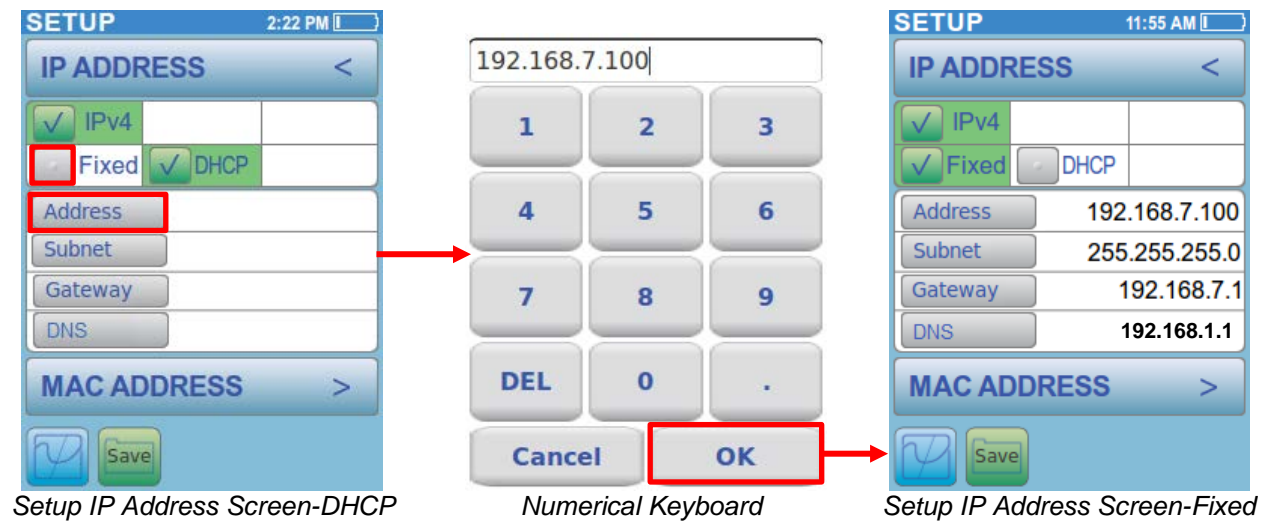 SETUP 2:22 PM
IP ADDRESS <
IPv4
Fixed DHCP
Address
Subnet
Gateway
DNS
MAC ADDRESS >
Save
Setup IP Address Screen-DHCP
192.168.7.100
1 2 3
4 5 6
7 8 9
DEL 0 .
Cancel OK
Numerical Keyboard
SETUP 11:55 AM
IP ADDRESS <
IPv4
Fixed DHCP
Address 192.168.7.100
Subnet 255.255.255.0
Gateway 192.168.7.1
DNS 192.168.1.1
MAC ADDRESS >
Save
Setup IP Address Screen-Fixed